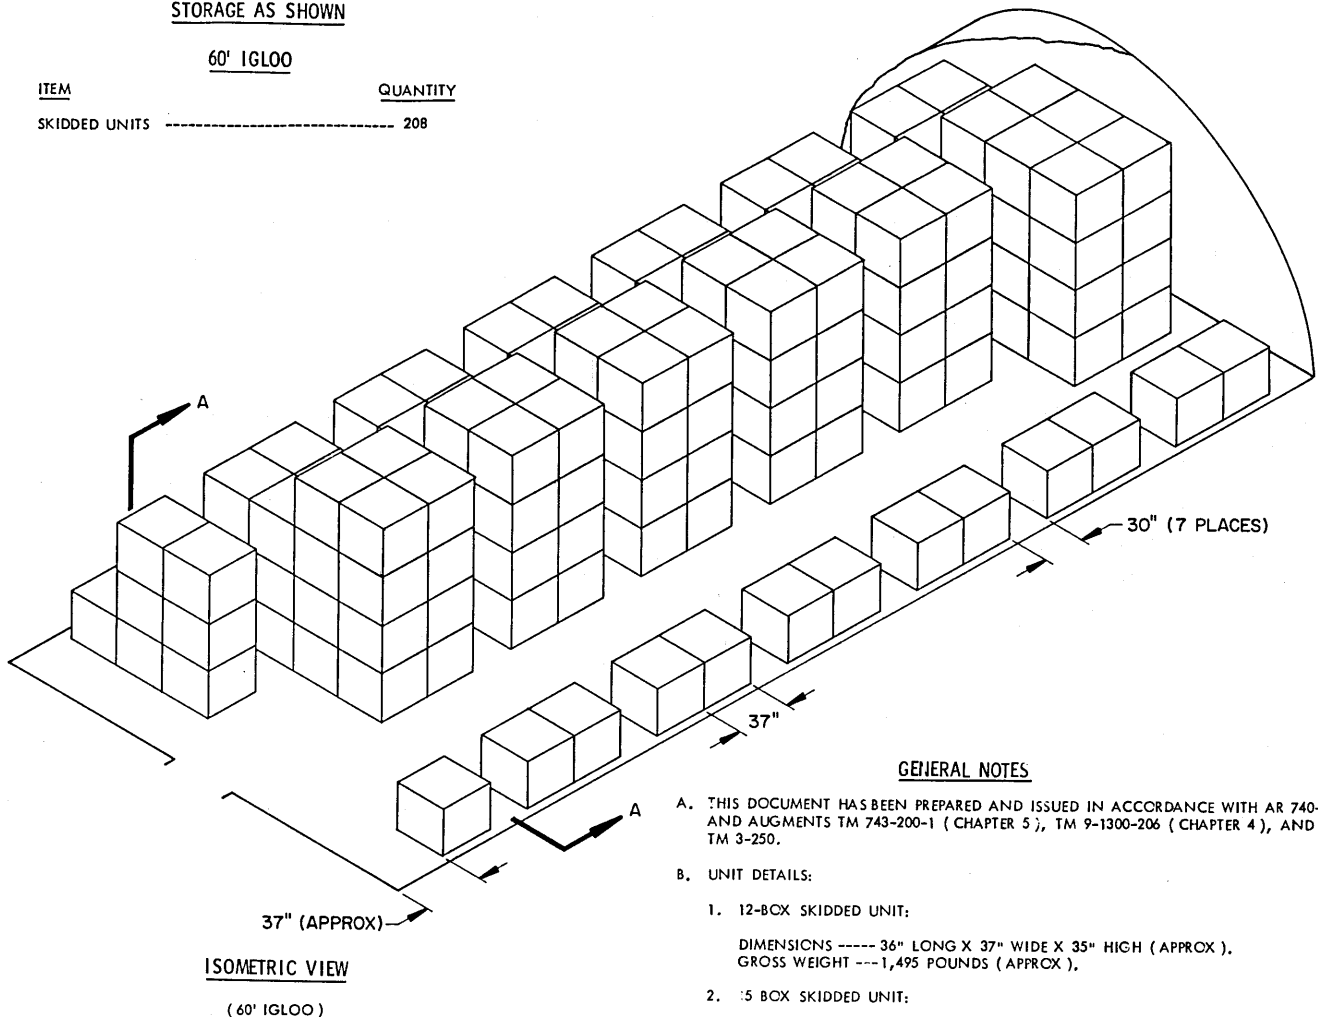 STORAGE AS SHOWN
60' IGLOO
ITEM QUANTITY
SKIDDED UNITS ------------------------------ 208
A
30" (7 PLACES)
37"
A
37" (APPROX)
ISOMETRIC VIEW
(60' IGLOO)
GENERAL NOTES
A. THIS DOCUMENT HAS BEEN PREPARED AND ISSUED IN ACCORDANCE WITH AR 740-
AND AUGMENTS TM 743-200-1 (CHAPTER 5), TM 9-1300-206 (CHAPTER 4), AND
TM 3-250.
B. UNIT DETAILS:
1. 12-BOX SKIDDED UNIT:
DIMENSIONS ----- 36" LONG X 37" WIDE X 35" HIGH (APPROX).
GROSS WEIGHT ---1,495 POUNDS (APPROX).
2. 5 BOX SKIDDED UNIT: